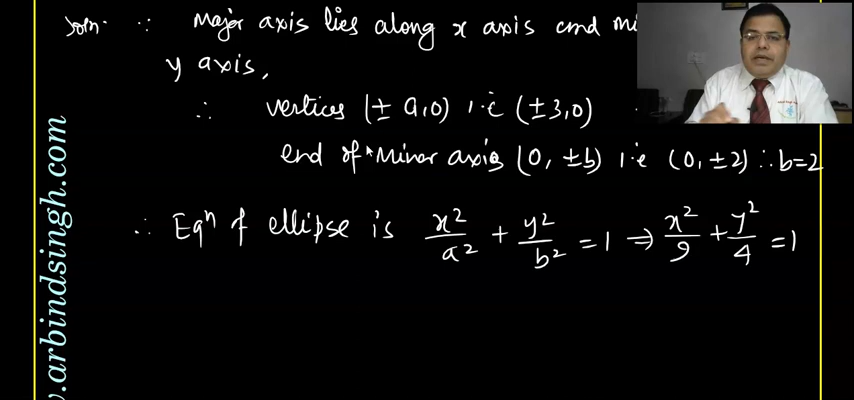 Soln. ∵ Major axis lies along x axis and mi
y axis,
∴ vertices (± a,0) i.e (±3,0)
end of Minor axis (0, ±b) i.e (0, ±2) ∴ b=2
∴ Eqⁿ of ellipse is x²/a² + y²/b² = 1 ⇒ x²/9 + y²/4 = 1
.arbindsingh.com